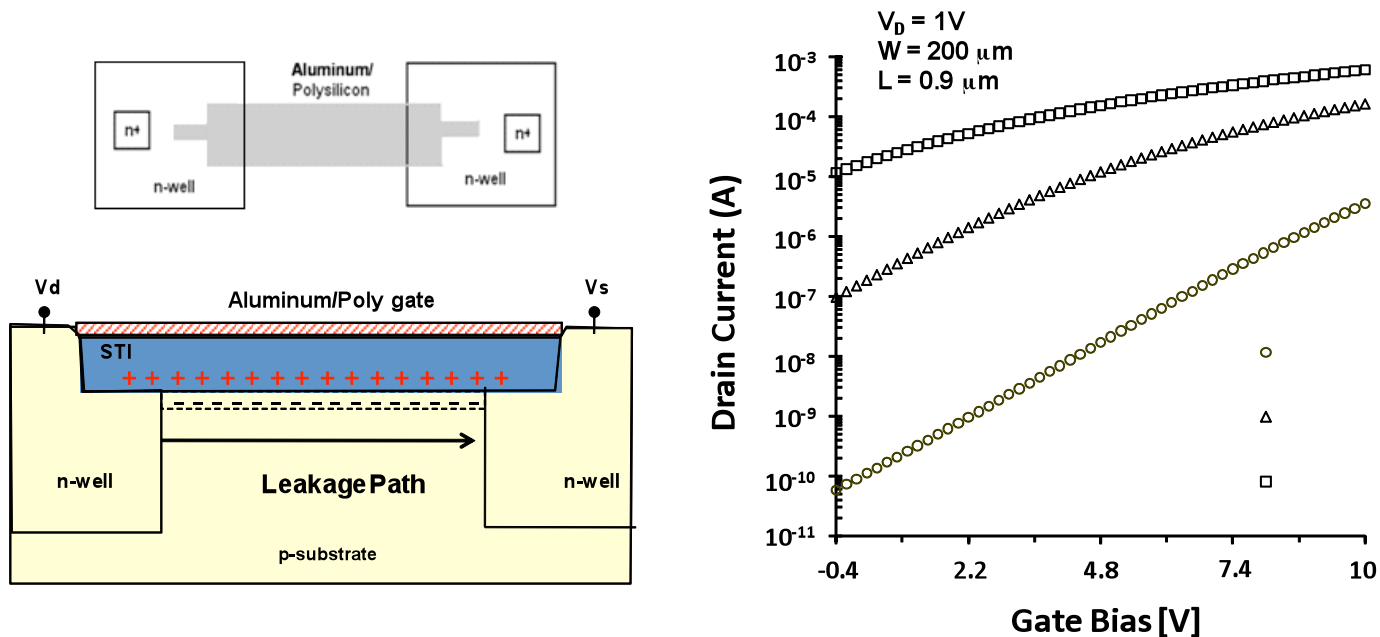 Aluminum/
Polysilicon
n+
n+
n-well
n-well
Vd
Vs
Aluminum/Poly gate
STI
+ + + + + + + + + + + + + + + + +
n-well
Leakage Path
n-well
p-substrate
V_D = 1V
W = 200 μm
L = 0.9 μm
Drain Current (A)
10⁻³
10⁻⁴
10⁻⁵
10⁻⁶
10⁻⁷
10⁻⁸
10⁻⁹
10⁻¹⁰
10⁻¹¹
-0.4 2.2 4.8 7.4 10
Gate Bias [V]